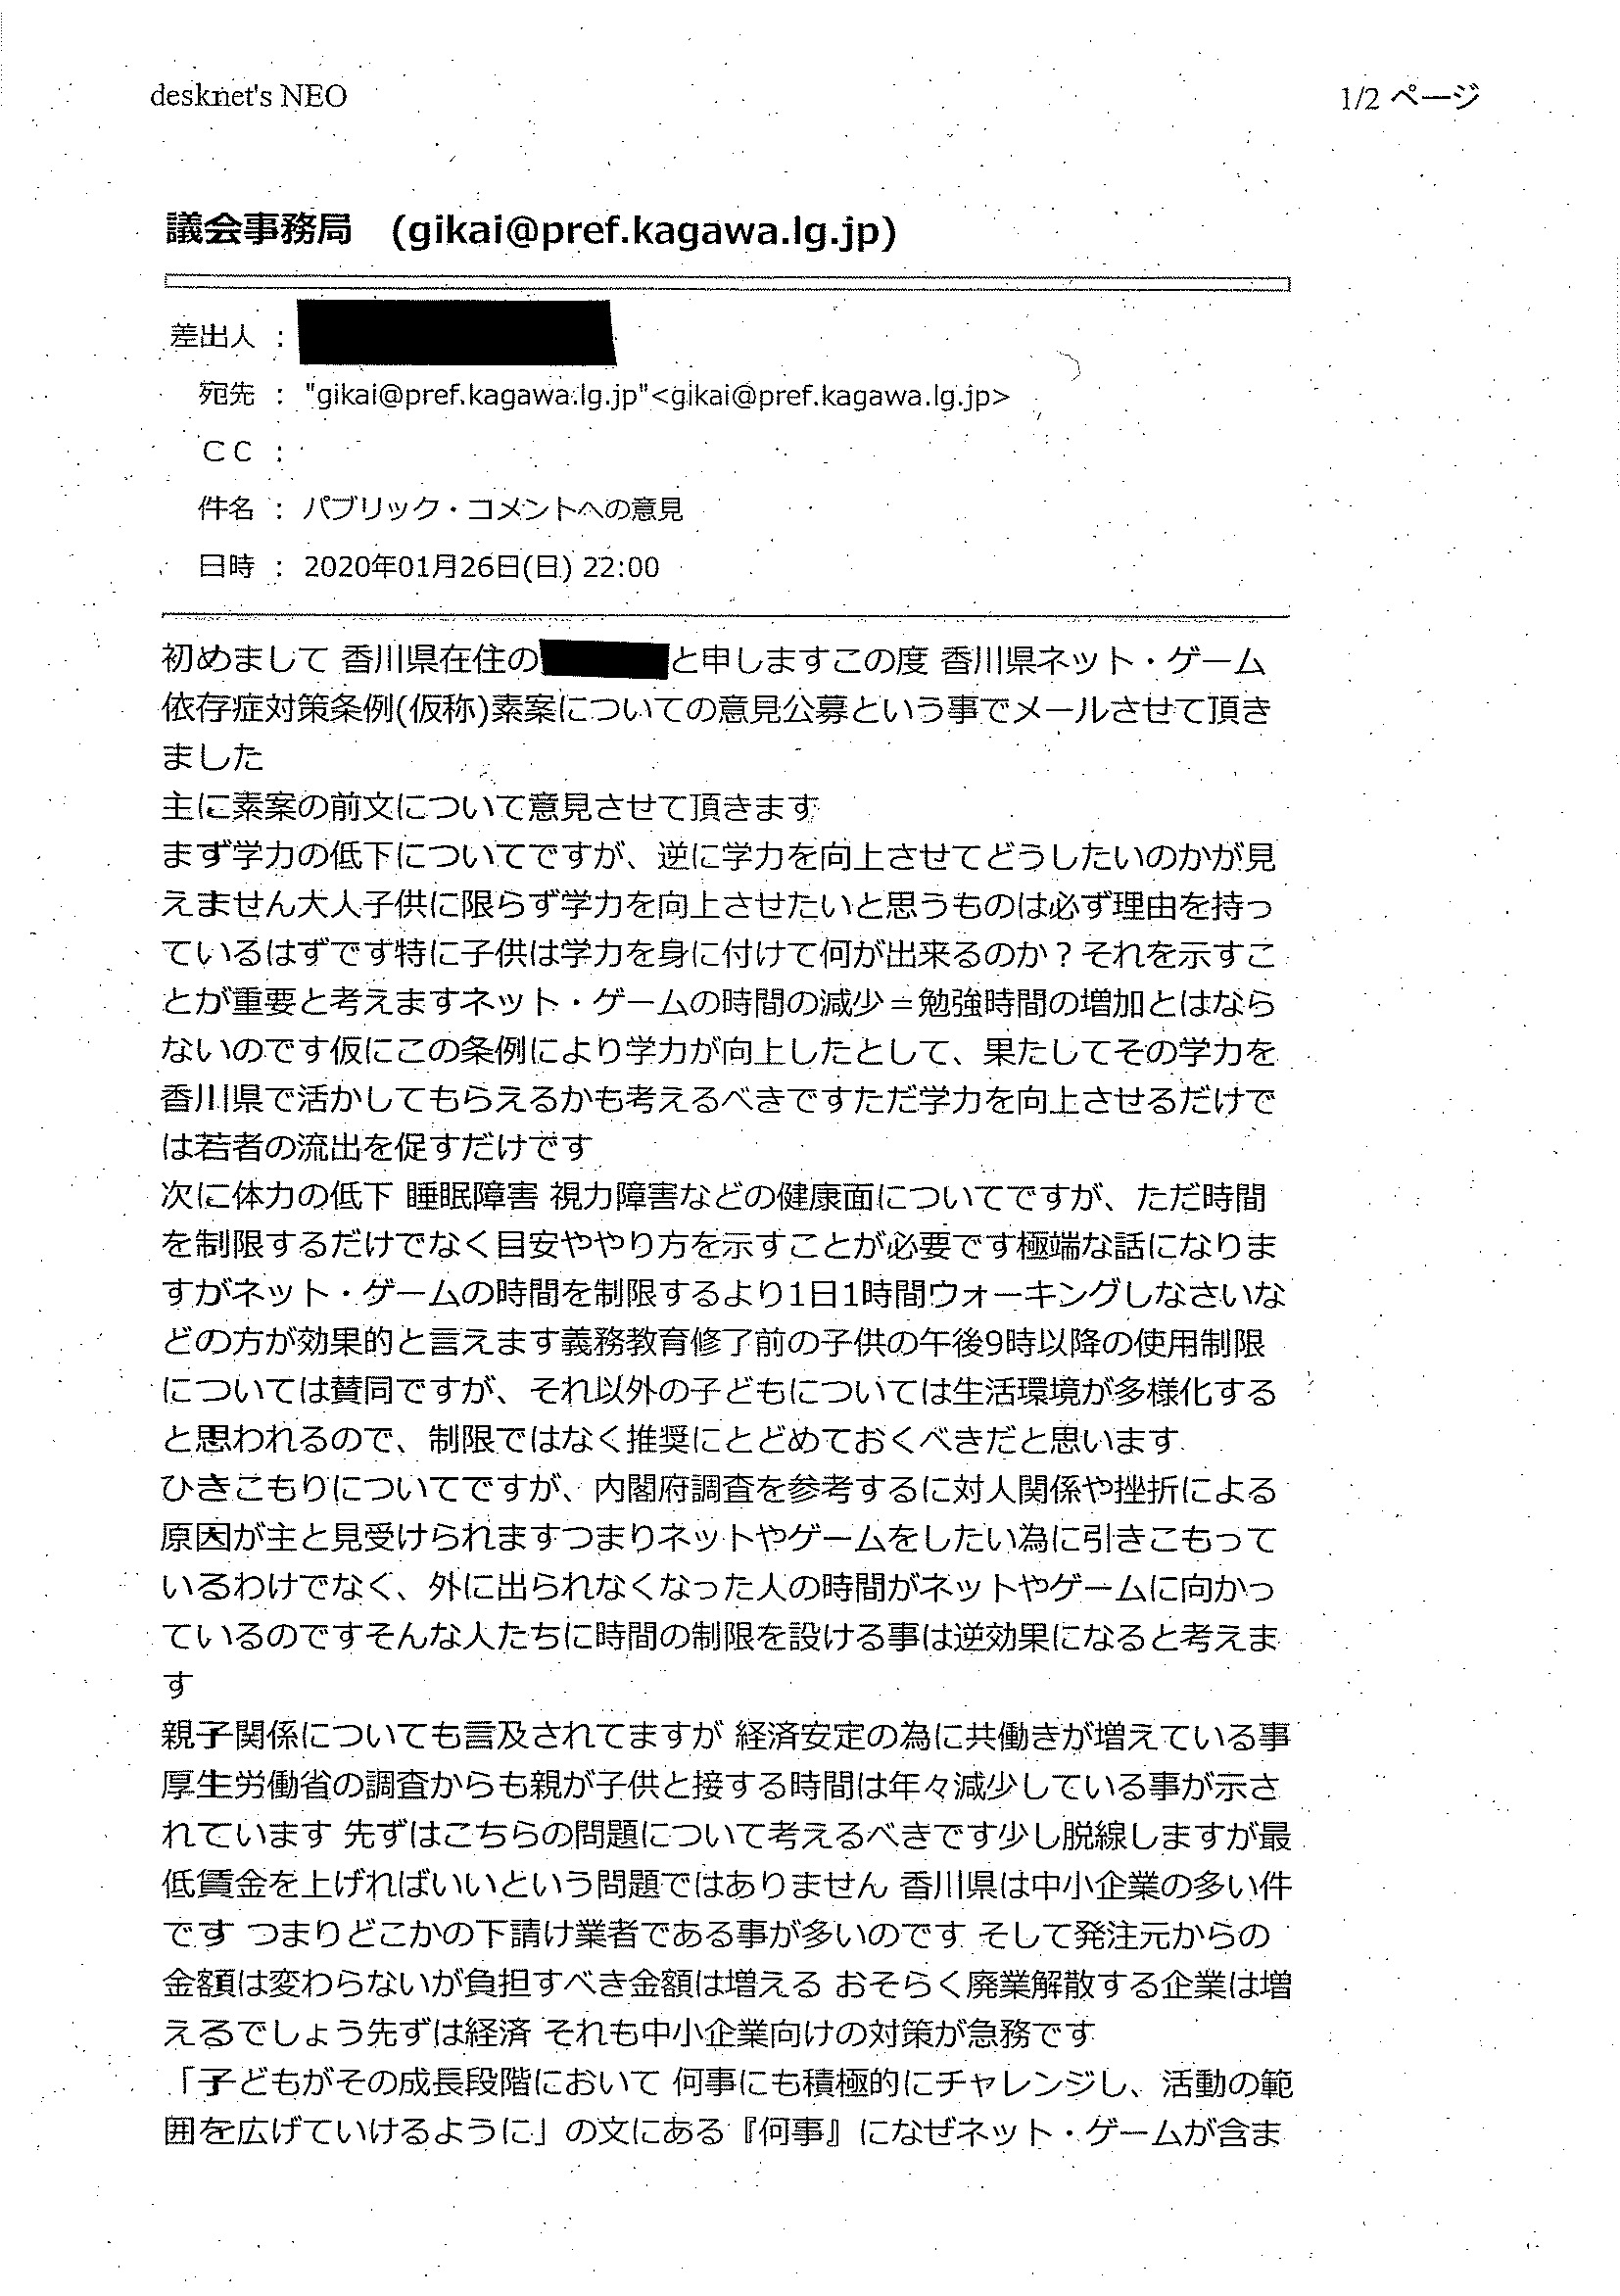 desknet's NEO
1/2 ページ
議会事務局 (gikai@pref.kagawa.lg.jp)
差出人 :
宛先 : "gikai@pref.kagawa.lg.jp"<gikai@pref.kagawa.lg.jp>
CC :
件名 : パブリック・コメントへの意見
日時 : 2020年01月26日(日) 22:00
初めまして 香川県在住の と申しますこの度 香川県ネット・ゲーム
依存症対策条例(仮称)素案についての意見公募という事でメールさせて頂き
ました
主に素案の前文について意見させて頂きます
まず学力の低下についてですが、逆に学力を向上させてどうしたいのかが見
えません大人子供に限らず学力を向上させたいと思うものは必ず理由を持っ
ているはずです特に子供は学力を身に付けて何が出来るのか？それを示すこ
とが重要と考えますネット・ゲームの時間の減少＝勉強時間の増加とはなら
ないのです仮にこの条例により学力が向上したとして、果たしてその学力を
香川県で活かしてもらえるかも考えるべきですただ学力を向上させるだけで
は若者の流出を促すだけです
次に体力の低下 睡眠障害 視力障害などの健康面についてですが、ただ時間
を制限するだけでなく目安ややり方を示すことが必要です極端な話になりま
すがネット・ゲームの時間を制限するより1日1時間ウォーキングしなさいな
どの方が効果的と言えます義務教育修了前の子供の午後9時以降の使用制限
については賛同ですが、それ以外の子どもについては生活環境が多様化する
と思われるので、制限ではなく推奨にとどめておくべきだと思います
ひきこもりについてですが、内閣府調査を参考するに対人関係や挫折による
原因が主と見受けられますつまりネットやゲームをしたい為に引きこもって
いるわけでなく、外に出られなくなった人の時間がネットやゲームに向かっ
ているのですそんな人たちに時間の制限を設ける事は逆効果になると考えま
す
親子関係についても言及されてますが 経済安定の為に共働きが増えている事
厚生労働省の調査からも親が子供と接する時間は年々減少している事が示さ
れています 先ずはこちらの問題について考えるべきです少し脱線しますが最
低賃金を上げればいいという問題ではありません 香川県は中小企業の多い件
です つまりどこかの下請け業者である事が多いのです そして発注元からの
金額は変わらないが負担すべき金額は増える おそらく廃業解散する企業は増
えるでしょう先ずは経済 それも中小企業向けの対策が急務です
「子どもがその成長段階において 何事にも積極的にチャレンジし、活動の範
囲を広げていけるように」の文にある『何事』になぜネット・ゲームが含ま